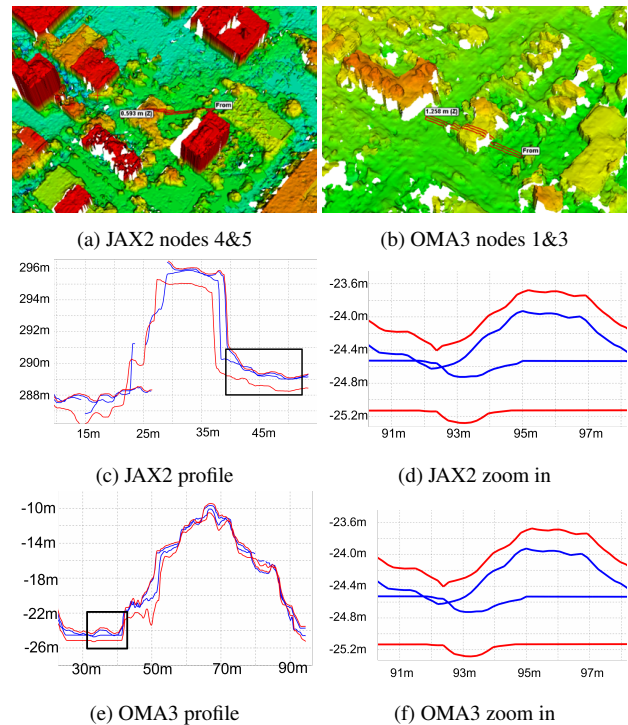 0.593 m (Z)
From
1.258 m (Z)
From
(a) JAX2 nodes 4&5
(b) OMA3 nodes 1&3
296m
294m
292m
290m
288m
15m 25m 35m 45m
-23.6m
-24.0m
-24.4m
-24.8m
-25.2m
91m 93m 95m 97m
(c) JAX2 profile
(d) JAX2 zoom in
-10m
-14m
-18m
-22m
-26m
30m 50m 70m 90m
-23.6m
-24.0m
-24.4m
-24.8m
-25.2m
91m 93m 95m 97m
(e) OMA3 profile
(f) OMA3 zoom in